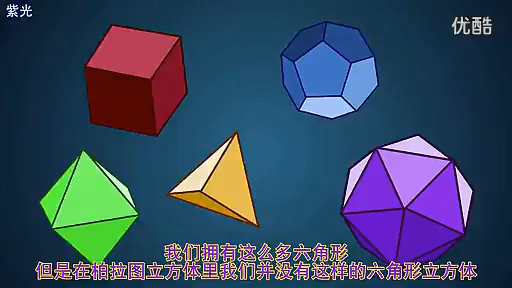 紫光
优酷
我们拥有这么多六角形
但是在柏拉图立方体里我们并没有这样的六角形立方体